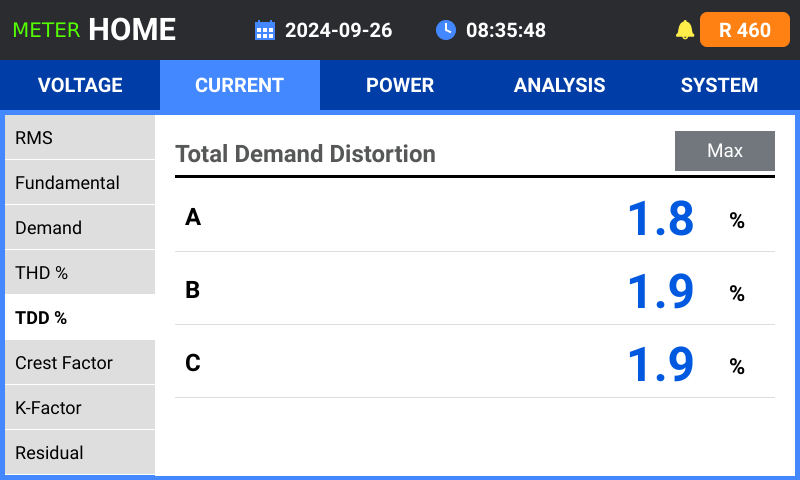 METER HOME 2024-09-26 08:35:48 R 460
VOLTAGE CURRENT POWER ANALYSIS SYSTEM
RMS
Fundamental
Demand
THD %
TDD %
Crest Factor
K-Factor
Residual
Total Demand Distortion Max
A 1.8 %
B 1.9 %
C 1.9 %